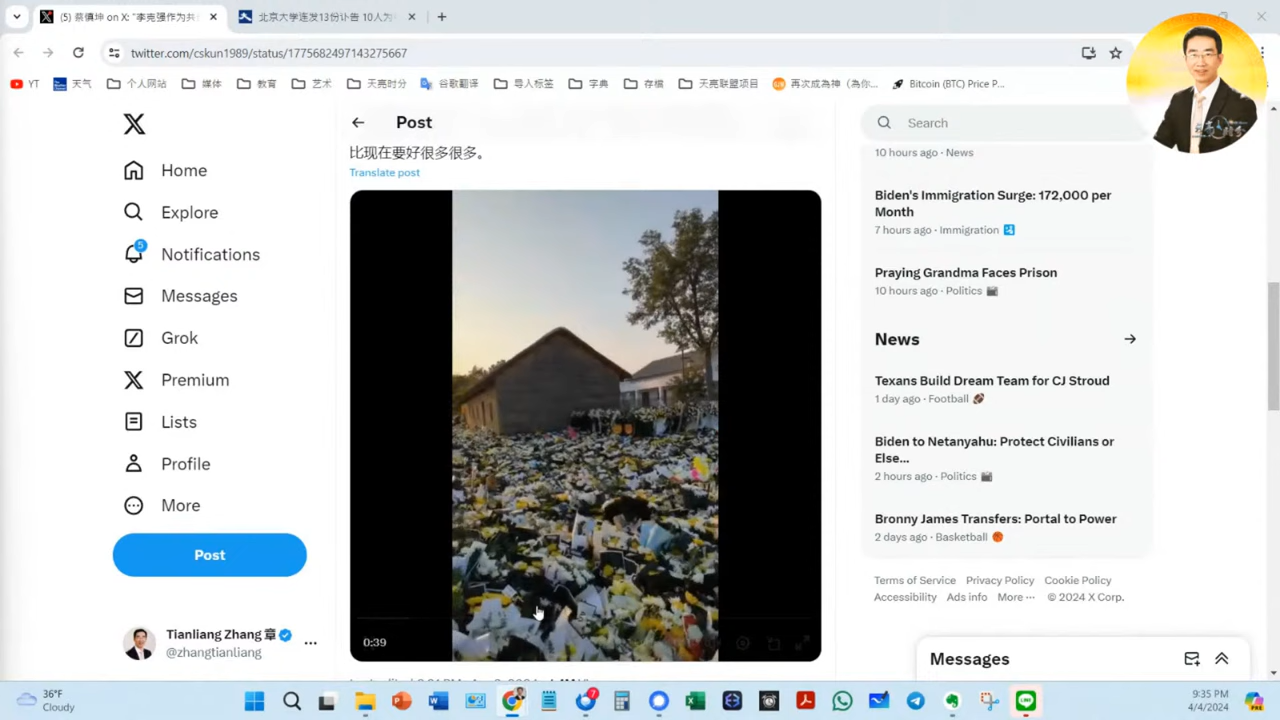 (5) 蔡慎坤 on X: "李克强作为共
北京大学连发13份讣告 10人为
twitter.com/cskun1989/status/1775682497143275667
YT
天气
个人网站
媒体
教育
艺术
天亮时分
谷歌翻译
导入标签
字典
存檔
天亮联盟项目
再次成為神（為你...
Bitcoin (BTC) Price P...
Home
Explore
5
Notifications
Messages
Grok
Premium
Lists
Profile
More
Post
Tianliang Zhang 章
@zhangtianliang
Post
比现在要好很多很多。
Translate post
0:39
Search
10 hours ago · News
Biden's Immigration Surge: 172,000 per
Month
7 hours ago · Immigration
Praying Grandma Faces Prison
10 hours ago · Politics
News
Texans Build Dream Team for CJ Stroud
1 day ago · Football
Biden to Netanyahu: Protect Civilians or
Else...
2 hours ago · Politics
Bronny James Transfers: Portal to Power
2 days ago · Basketball
Terms of Service Privacy Policy Cookie Policy
Accessibility Ads info More ··· © 2024 X Corp.
Messages
36°F
Cloudy
7
9:35 PM
4/4/2024